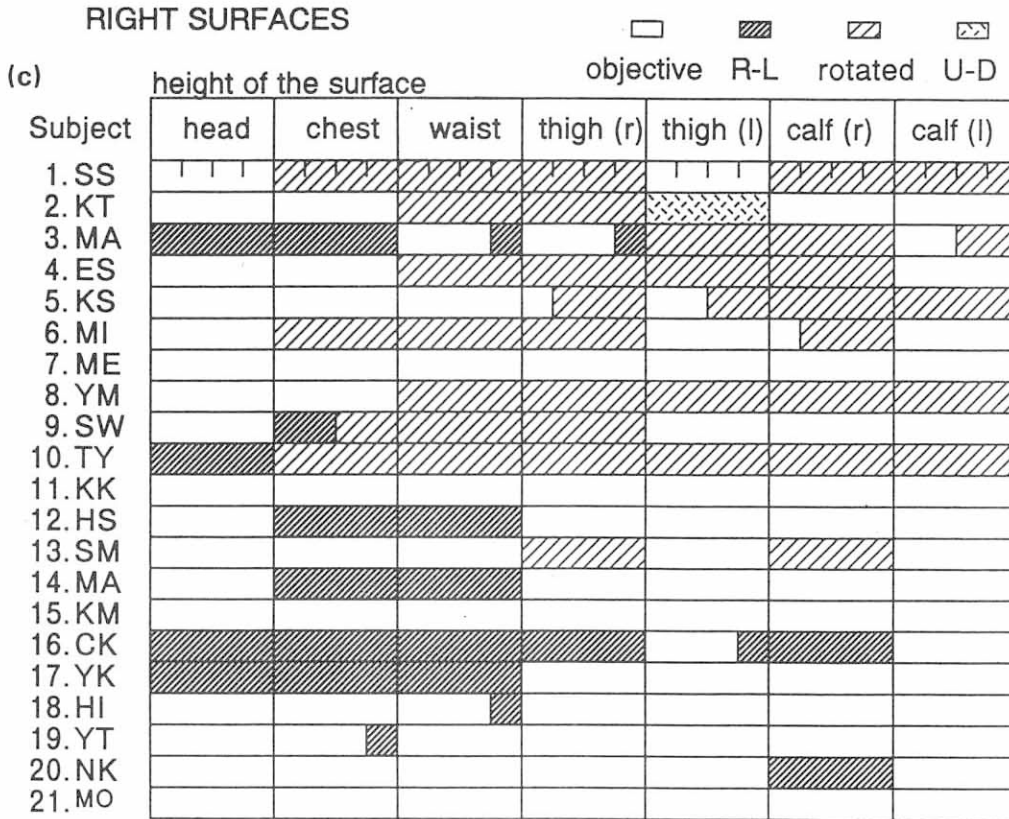 RIGHT SURFACES
objective R-L rotated U-D
(c) height of the surface
Subject head chest waist thigh (r) thigh (l) calf (r) calf (l)
1. SS
2. KT
3. MA
4. ES
5. KS
6. MI
7. ME
8. YM
9. SW
10. TY
11. KK
12. HS
13. SM
14. MA
15. KM
16. CK
17. YK
18. HI
19. YT
20. NK
21. MO